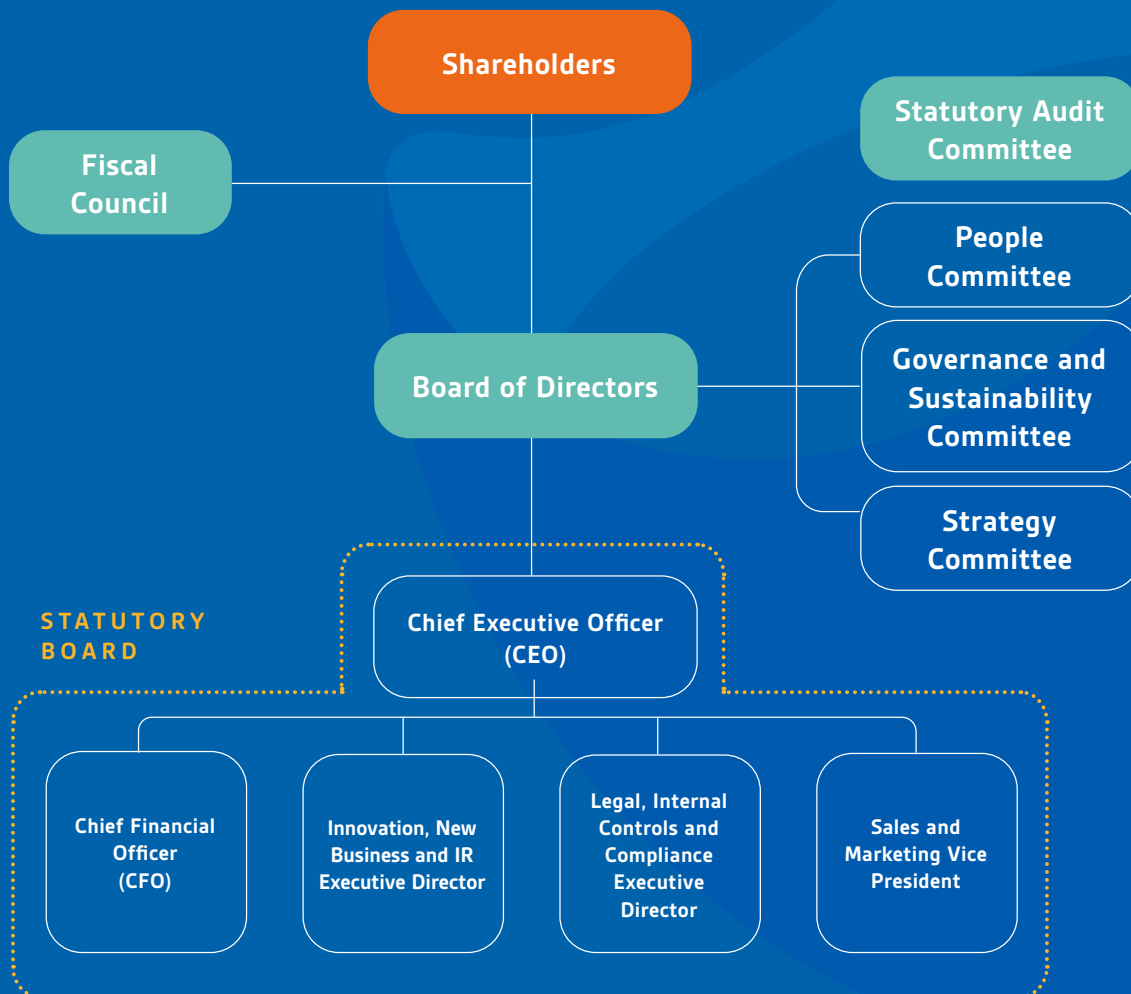 Shareholders
Statutory Audit
Committee
Fiscal
Council
People
Committee
Board of Directors
Governance and
Sustainability
Committee
Strategy
Committee
STATUTORY
BOARD
Chief Executive Officer
(CEO)
Chief Financial
Officer
(CFO)
Innovation, New
Business and IR
Executive Director
Legal, Internal
Controls and
Compliance
Executive
Director
Sales and
Marketing Vice
President